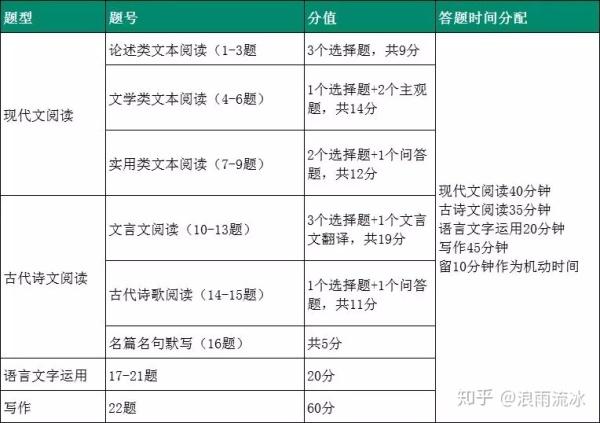 题型 题号 分值 答题时间分配
现代文阅读
论述类文本阅读（1-3题 3个选择题，共9分
文学类文本阅读（4-6题） 1个选择题+2个主观
题，共14分
实用类文本阅读（7-9题） 2个选择题+1个问答
题，共12分
古代诗文阅读
文言文阅读（10-13题） 3个选择题+1个文言
文翻译，共19分
古代诗歌阅读（14-15题） 1个选择题+1个问答
题，共11分
名篇名句默写（16题） 共5分
语言文字运用 17-21题 20分
写作 22题 60分
现代文阅读40分钟
古诗文阅读35分钟
语言文字运用20分钟
写作45分钟
留10分钟作为机动时间
知乎 @浪雨流冰